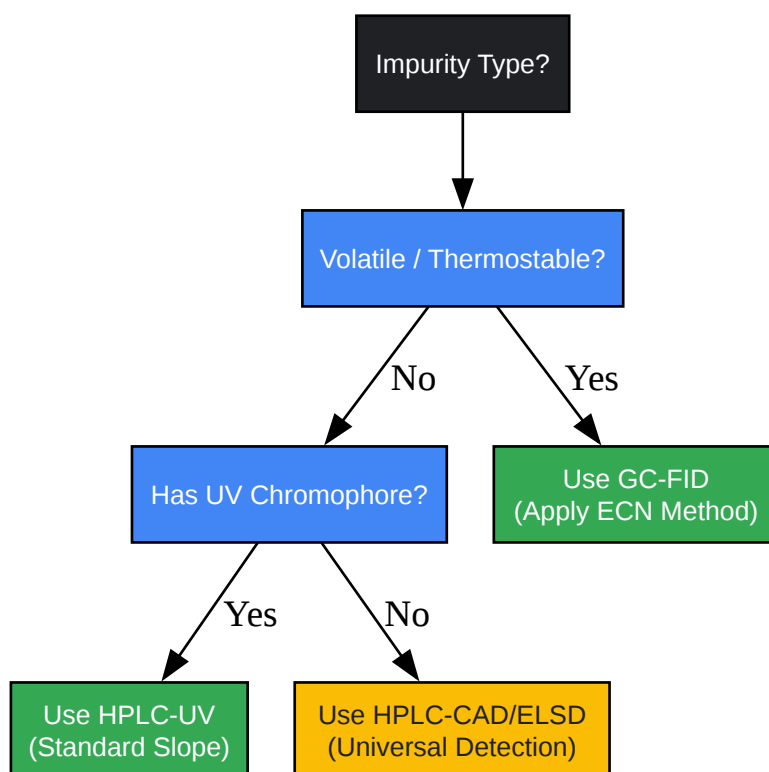 Impurity Type?
Volatile / Thermostable?
No
Yes
Has UV Chromophore?
Use GC-FID
(Apply ECN Method)
Yes
No
Use HPLC-UV
(Standard Slope)
Use HPLC-CAD/ELSD
(Universal Detection)